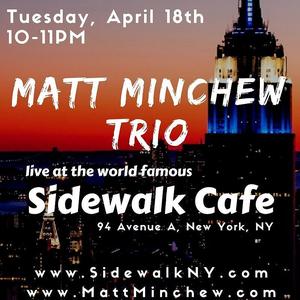 Tuesday, April 18th
10-11PM
MATT MINCHEW
TRIO
live at the world famous
Sidewalk Cafe
94 Avenue A, New York, NY
www.SidewalkNY.com
www.MattMinchew.com